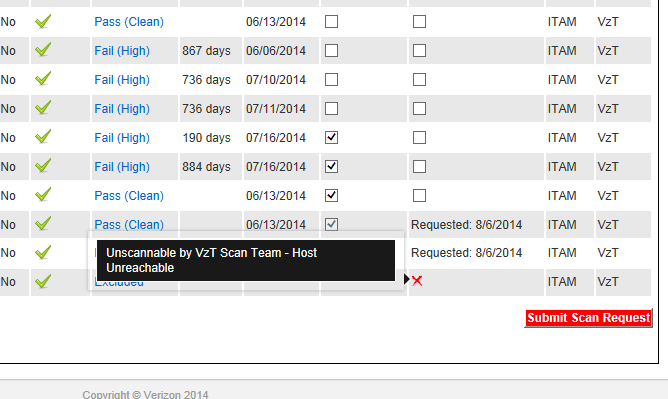 No Pass (Clean) 06/13/2014 ITAM VzT
No Fail (High) 867 days 06/06/2014 ITAM VzT
No Fail (High) 736 days 07/10/2014 ITAM VzT
No Fail (High) 736 days 07/11/2014 ITAM VzT
No Fail (High) 190 days 07/16/2014 ITAM VzT
No Fail (High) 884 days 07/16/2014 ITAM VzT
No Pass (Clean) 06/13/2014 ITAM VzT
No Pass (Clean) 06/13/2014 Requested: 8/6/2014 ITAM VzT
No Requested: 8/6/2014 ITAM VzT
Unscannable by VzT Scan Team - Host
Unreachable
No Excluded ITAM VzT
Submit Scan Request
Copyright © Verizon 2014